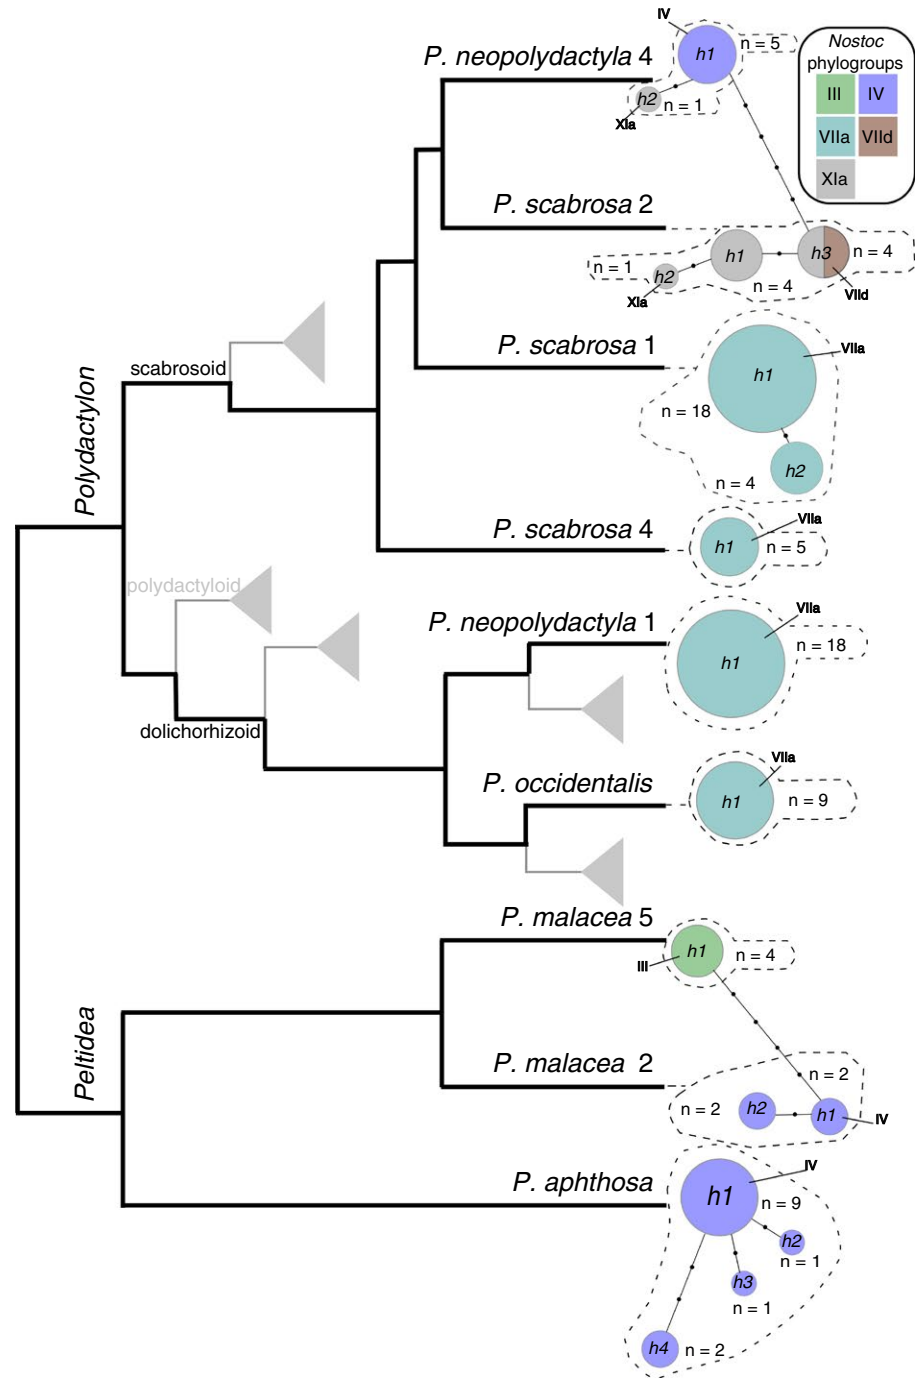 IV
P. neopolydactyla 4
h1
n = 5
h2
n = 1
XIa
Nostoc
phylogroups
III
IV
VIIa
VIId
XIa
P. scabrosa 2
n = 1
h2
h1
h3
n = 4
n = 4
XIa
VIId
P. scabrosa 1
VIIa
h1
n = 18
h2
n = 4
scabrosoid
Polydactylon
P. scabrosa 4
VIIa
h1
n = 5
polydactyloid
P. neopolydactyla 1
VIIa
h1
n = 18
dolichorhizoid
P. occidentalis
VIIa
h1
n = 9
P. malacea 5
h1
n = 4
III
Peltidea
P. malacea 2
n = 2
n = 2
h2
h1
IV
P. aphthosa
IV
h1
n = 9
h2
n = 1
h3
n = 1
h4
n = 2